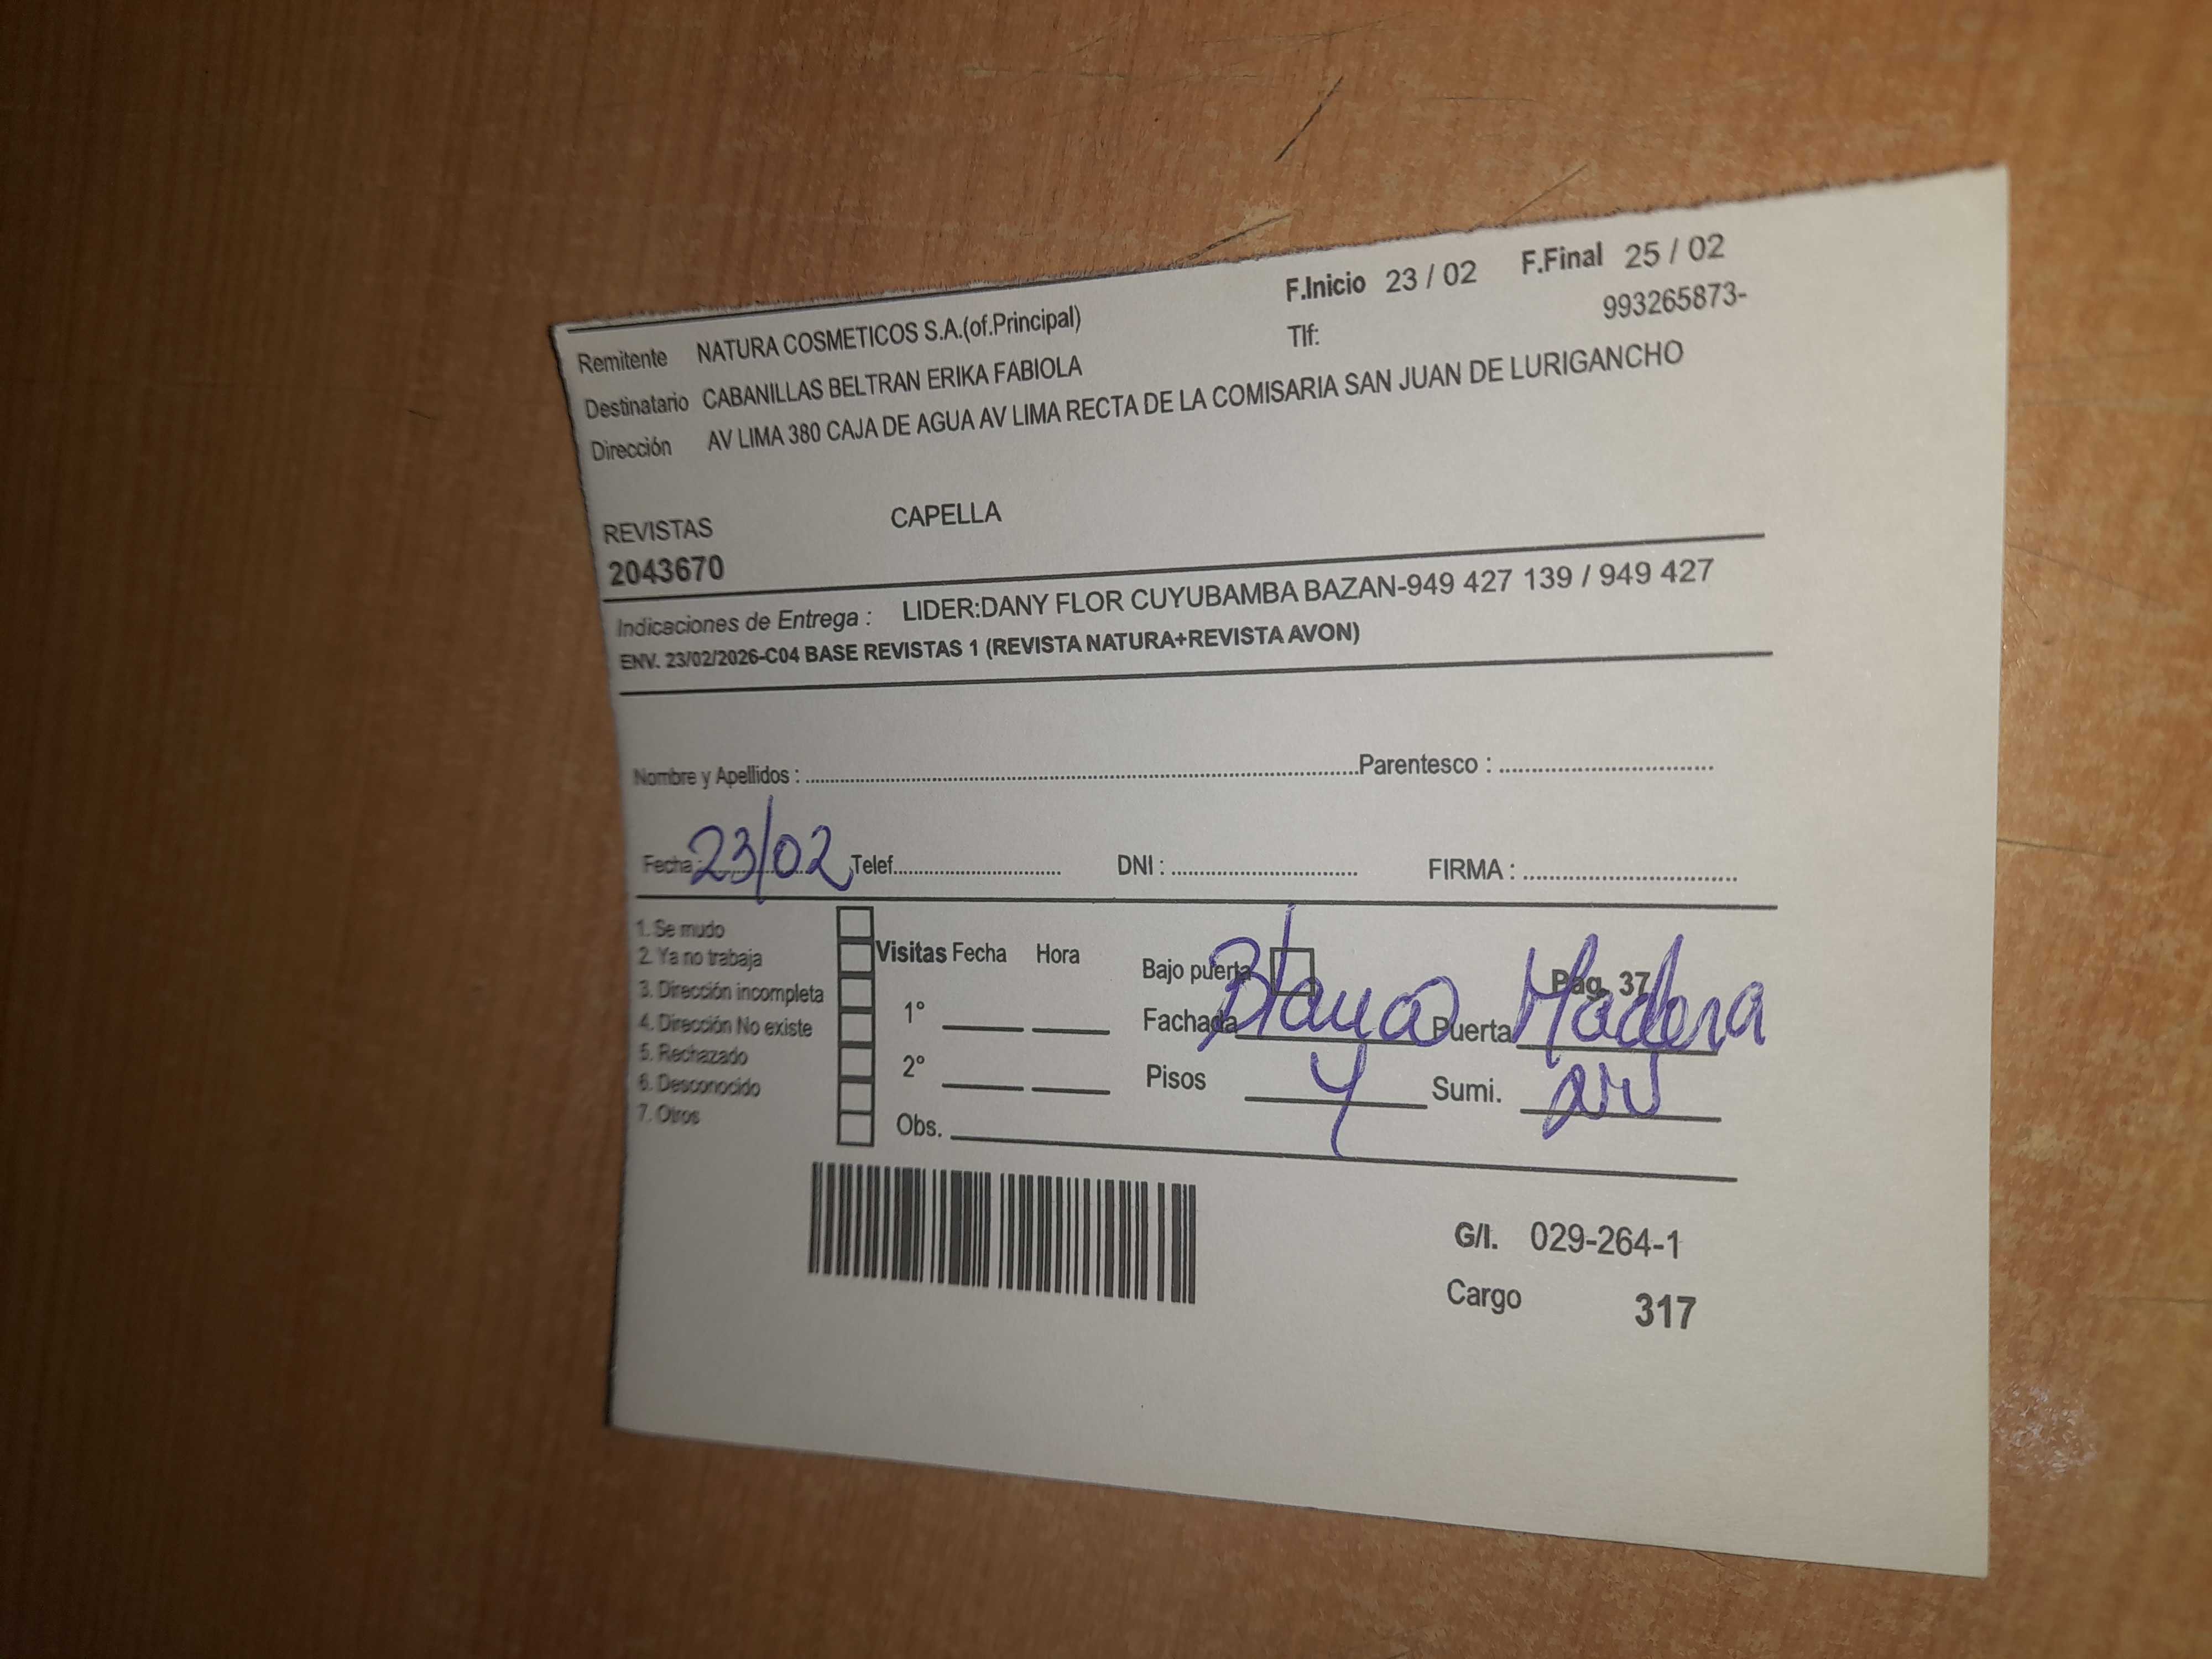 F.Inicio 23 / 02 F.Final 25 / 02
Remitente NATURA COSMETICOS S.A.(of.Principal) Tlf: 993265873-
Destinatario CABANILLAS BELTRAN ERIKA FABIOLA
Dirección AV LIMA 380 CAJA DE AGUA AV LIMA RECTA DE LA COMISARIA SAN JUAN DE LURIGANCHO
REVISTAS CAPELLA
2043670
Indicaciones de Entrega : LIDER:DANY FLOR CUYUBAMBA BAZAN-949 427 139 / 949 427
ENV. 23/02/2026-C04 BASE REVISTAS 1 (REVISTA NATURA+REVISTA AVON)
Nombre y Apellidos : Parentesco :
Fecha: 23/02 Telef. DNI : FIRMA :
1. Se mudo
2. Ya no trabaja
3. Dirección incompleta
4. Dirección No existe
5. Rechazado
6. Desconocido
7. Otros
Visitas Fecha Hora
1°
2°
Obs.
Bajo puerta Pag. 37
Fachada Puerta Madera
Pisos Sumi.
G/I. 029-264-1
Cargo 317